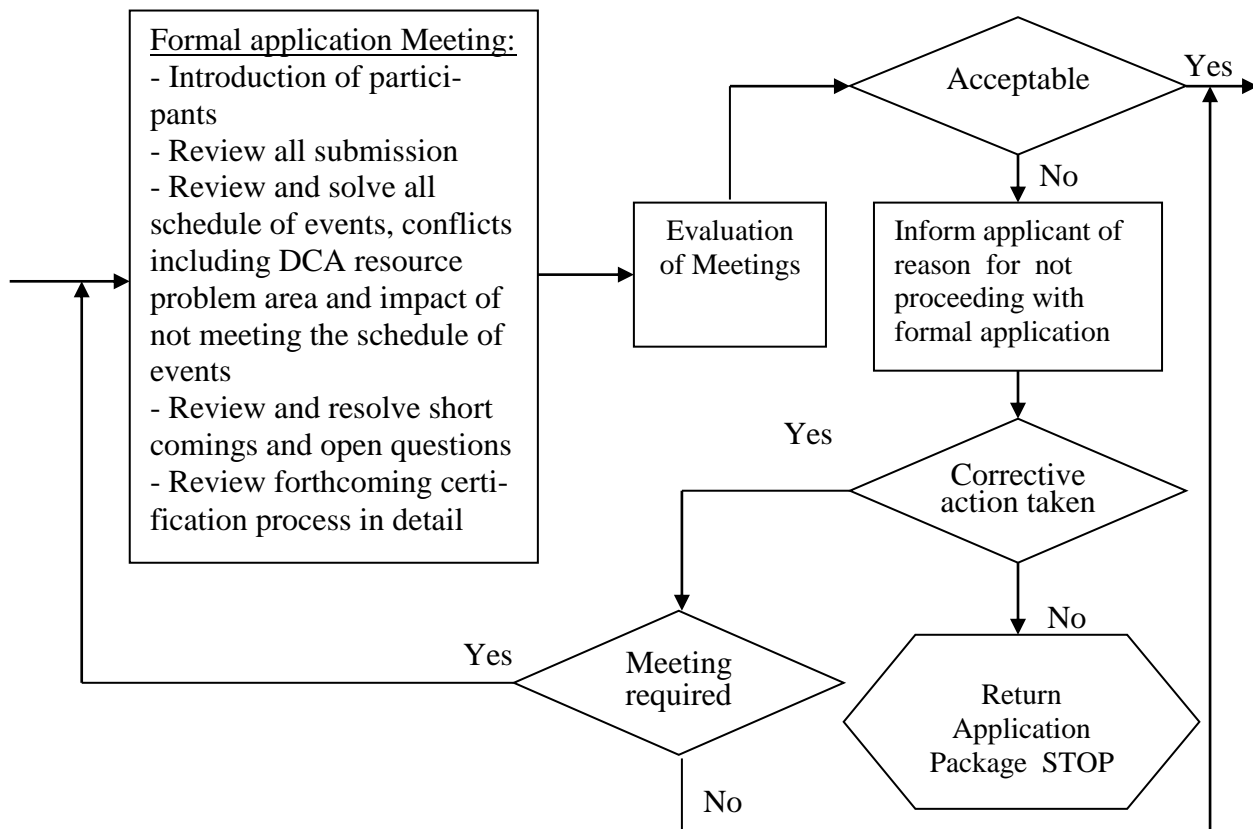 Formal application Meeting:
- Introduction of partici-
pants
- Review all submission
- Review and solve all
schedule of events, conflicts
including DCA resource
problem area and impact of
not meeting the schedule of
events
- Review and resolve short
comings and open questions
- Review forthcoming certi-
fication process in detail
Evaluation
of Meetings
Acceptable
Yes
No
Inform applicant of
reason for not
proceeding with
formal application
Yes
Corrective
action taken
No
Yes
Meeting
required
No
Return
Application
Package STOP